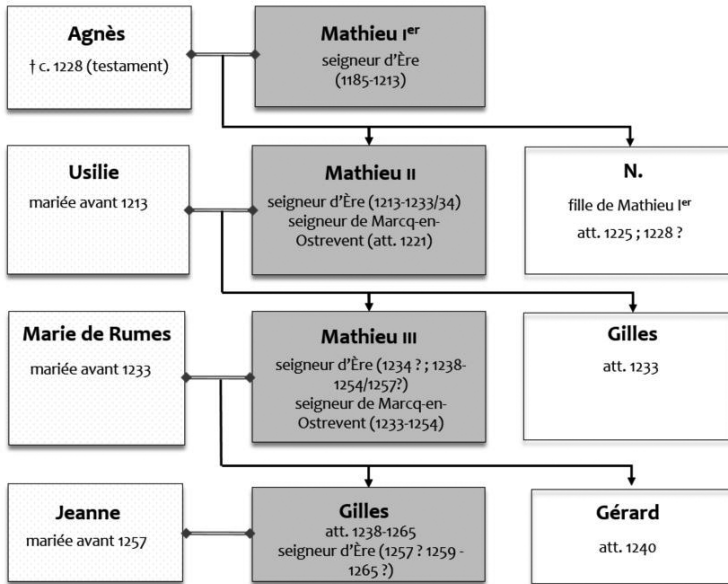 Agnès
† c. 1228 (testament)
Mathieu Iᵉʳ
seigneur d'Ère
(1185-1213)
Usilie
mariée avant 1213
Mathieu II
seigneur d'Ère (1213-1233/34)
seigneur de Marcq-en-
Ostrevent (att. 1221)
N.
fille de Mathieu Iᵉʳ
att. 1225 ; 1228 ?
Marie de Rumes
mariée avant 1233
Mathieu III
seigneur d'Ère (1234 ? ; 1238-
1254/1257?)
seigneur de Marcq-en-
Ostrevent (1233-1254)
Gilles
att. 1233
Jeanne
mariée avant 1257
Gilles
att. 1238-1265
seigneur d'Ère (1257 ? 1259 -
1265 ?)
Gérard
att. 1240